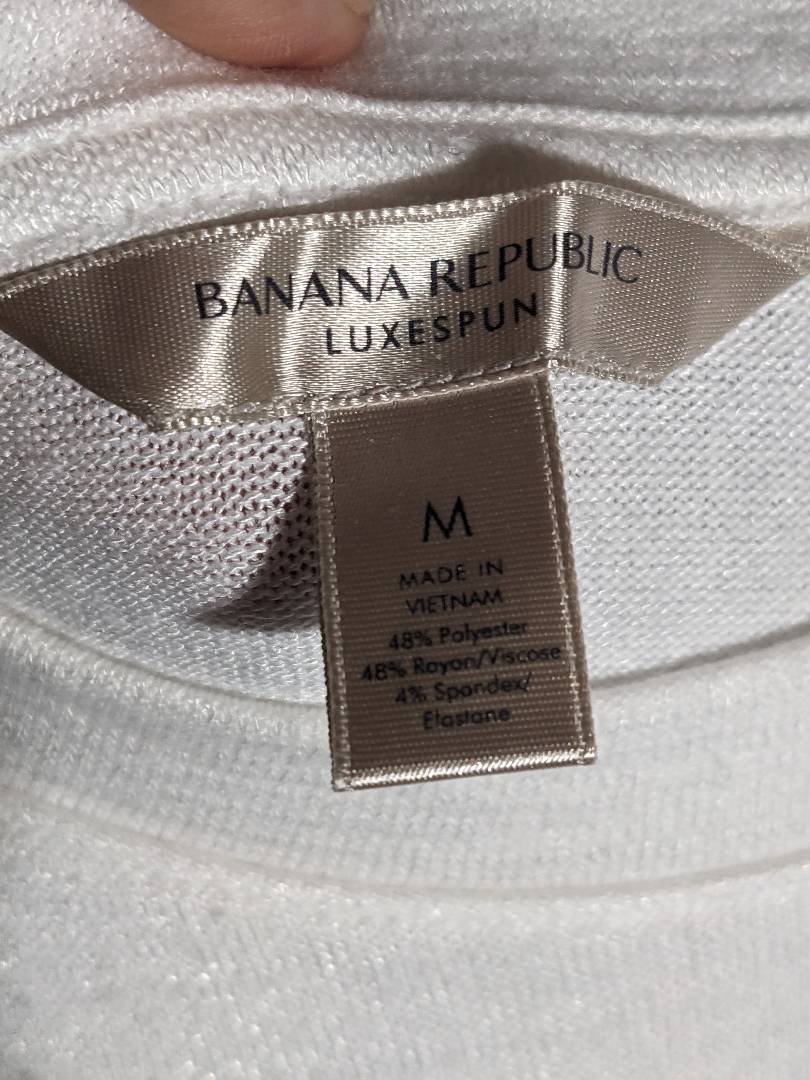 BANANA REPUBLIC
LUXESPUN
M
MADE IN
VIETNAM
48% Polyester
48% Rayon/Viscose
4% Spandex/
Elastane